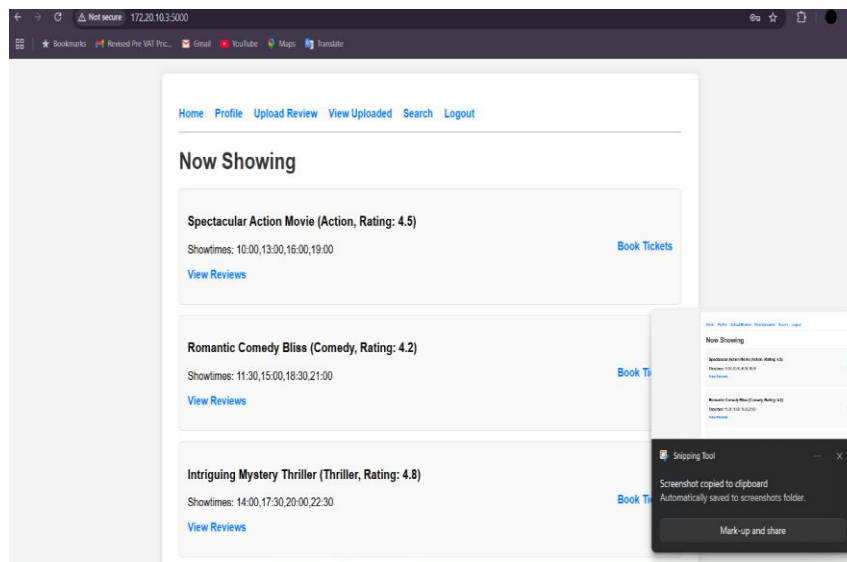 Not secure 172.20.10.3:5000
Bookmarks Revised Pre VAT Pric... Gmail YouTube Maps Translate
Home Profile Upload Review View Uploaded Search Logout
Now Showing
Spectacular Action Movie (Action, Rating: 4.5)
Showtimes: 10:00,13:00,16:00,19:00
Book Tickets
View Reviews
Romantic Comedy Bliss (Comedy, Rating: 4.2)
Showtimes: 11:30,15:00,18:30,21:00
Book Ti
View Reviews
Intriguing Mystery Thriller (Thriller, Rating: 4.8)
Showtimes: 14:00,17:30,20:00,22:30
Book Ti
View Reviews
Now Showing
Snipping Tool
Screenshot copied to clipboard
Automatically saved to screenshots folder.
Mark-up and share